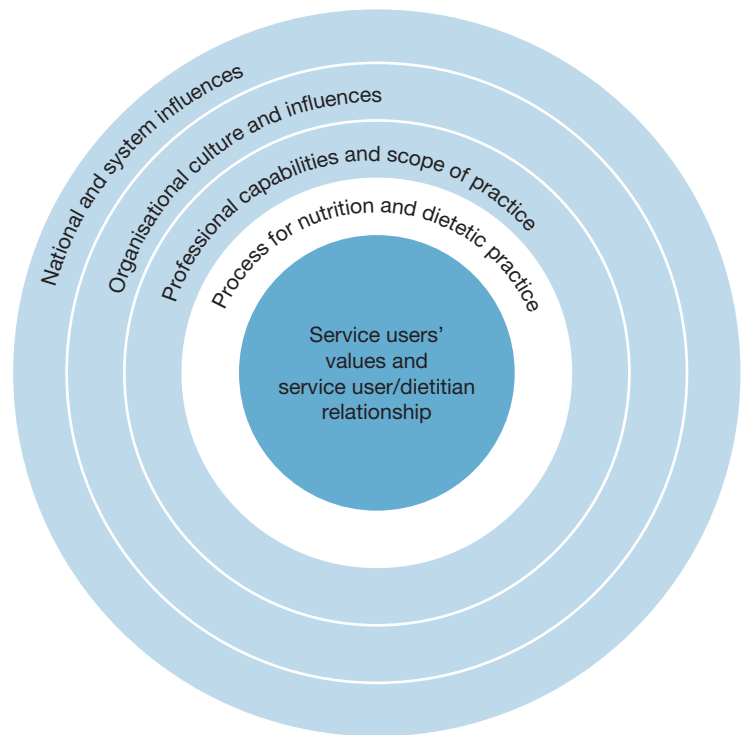 National and system influences
Organisational culture and influences
Professional capabilities and scope of practice
Process for nutrition and dietetic practice
Service users’
values and
service user/dietitian
relationship